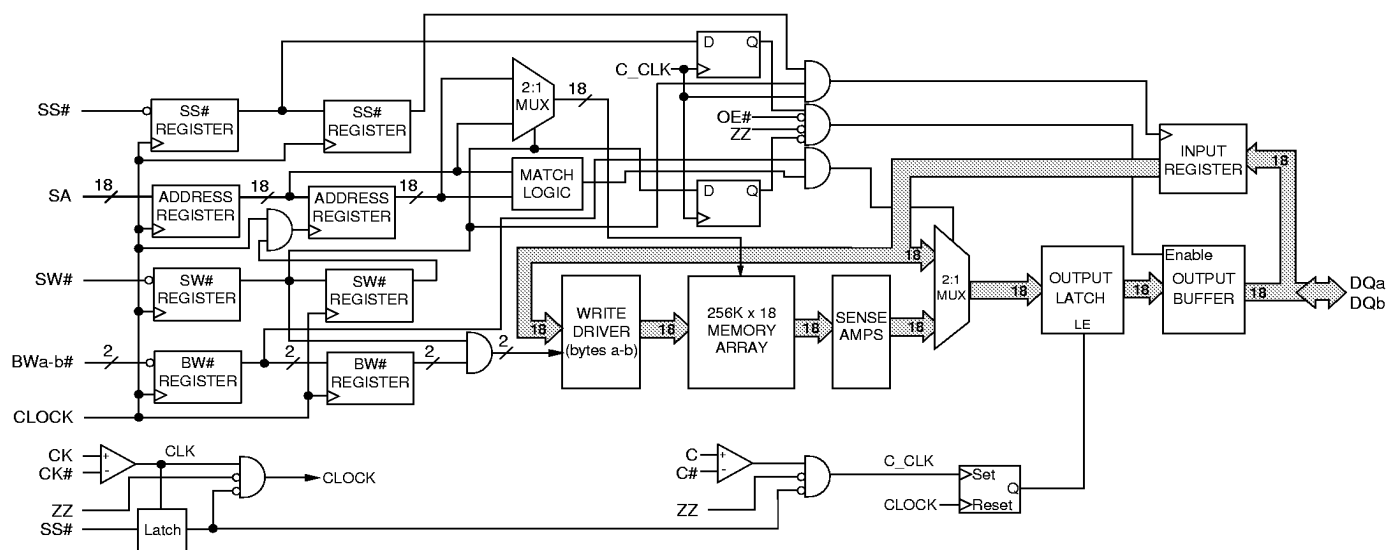 SS#
SS#
REGISTER
SS#
REGISTER
C_CLK
D Q
2:1
MUX
18
OE#
ZZ
INPUT
REGISTER
18
18
SA
18
ADDRESS
REGISTER
18
ADDRESS
REGISTER
18
MATCH
LOGIC
D Q
SW#
SW#
REGISTER
SW#
REGISTER
18
WRITE
DRIVER
(bytes a-b)
18
256K x 18
MEMORY
ARRAY
18
SENSE
AMPS
18
18
2:1
MUX
18
OUTPUT
LATCH
LE
18
Enable
OUTPUT
BUFFER
18
DQa
DQb
BWa-b#
2
BW#
REGISTER
2
BW#
REGISTER
2
2
CLOCK
CK
CK#
+
-
CLK
CLOCK
ZZ
SS#
Latch
C
C#
+
-
ZZ
C_CLK
Set
Q
CLOCK
Reset